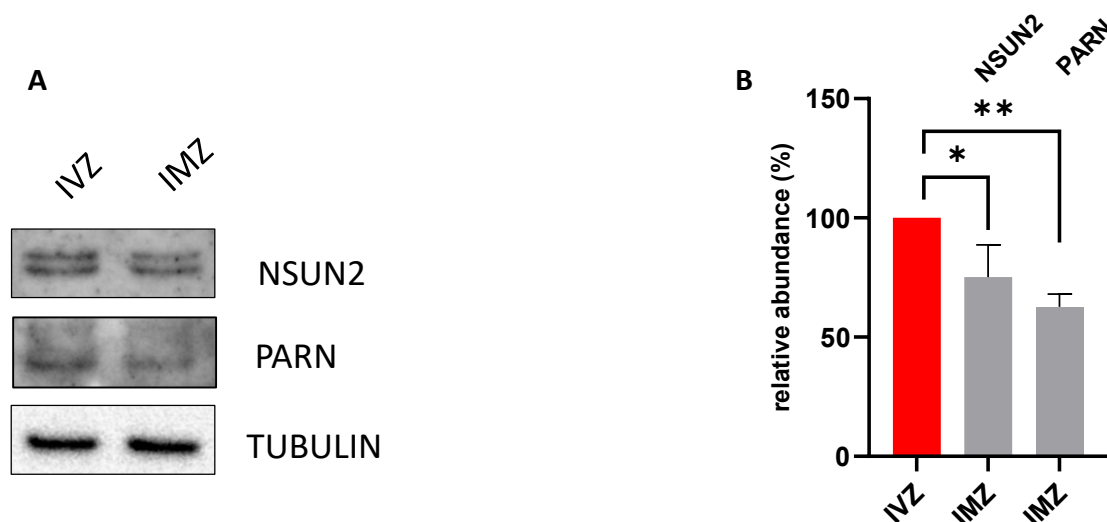 A
IVZ IMZ
NSUN2
PARN
TUBULIN
B
NSUN2 PARN
relative abundance (%)
150
100
50
0
**
*
IVZ IMZ IMZ